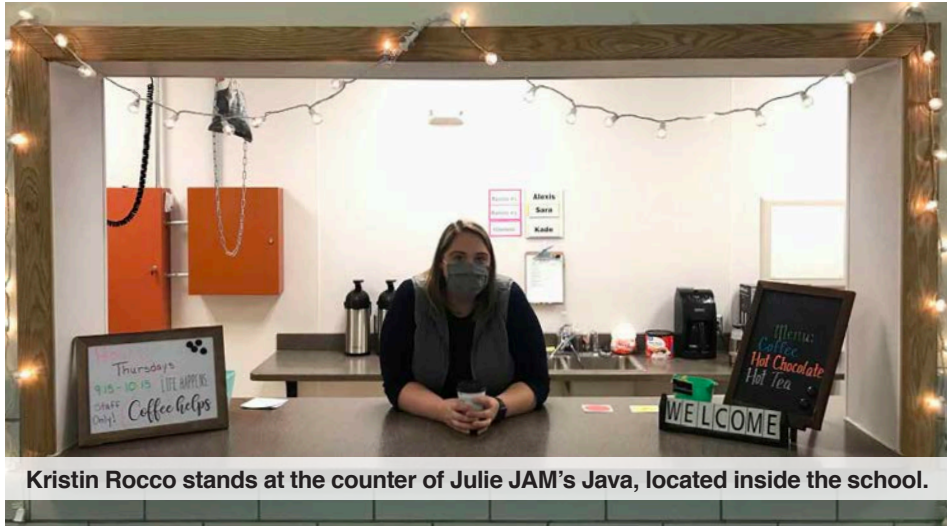 Alexis
Sara
Kade
Thursdays
9:15-10:15
Staff
Only!
LIFE HAPPENS
Coffee helps
Menu:
Coffee
Hot Chocolate
Hot Tea
WELCOME
Kristin Rocco stands at the counter of Julie JAM's Java, located inside the school.